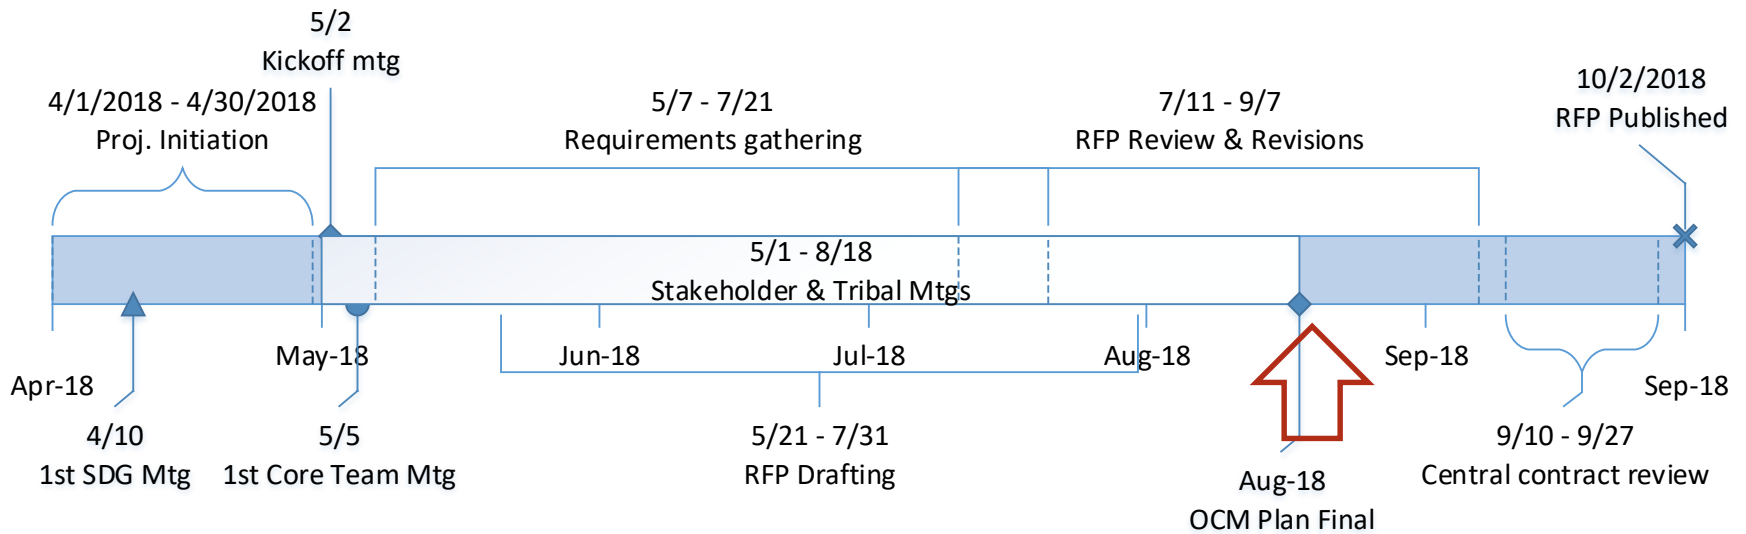 5/2
Kickoff mtg
4/1/2018 - 4/30/2018
Proj. Initiation
5/7 - 7/21
Requirements gathering
7/11 - 9/7
RFP Review & Revisions
10/2/2018
RFP Published
5/1 - 8/18
Stakeholder & Tribal Mtgs
Apr-18
May-18
Jun-18
Jul-18
Aug-18
Sep-18
Sep-18
4/10
1st SDG Mtg
5/5
1st Core Team Mtg
5/21 - 7/31
RFP Drafting
Aug-18
OCM Plan Final
9/10 - 9/27
Central contract review